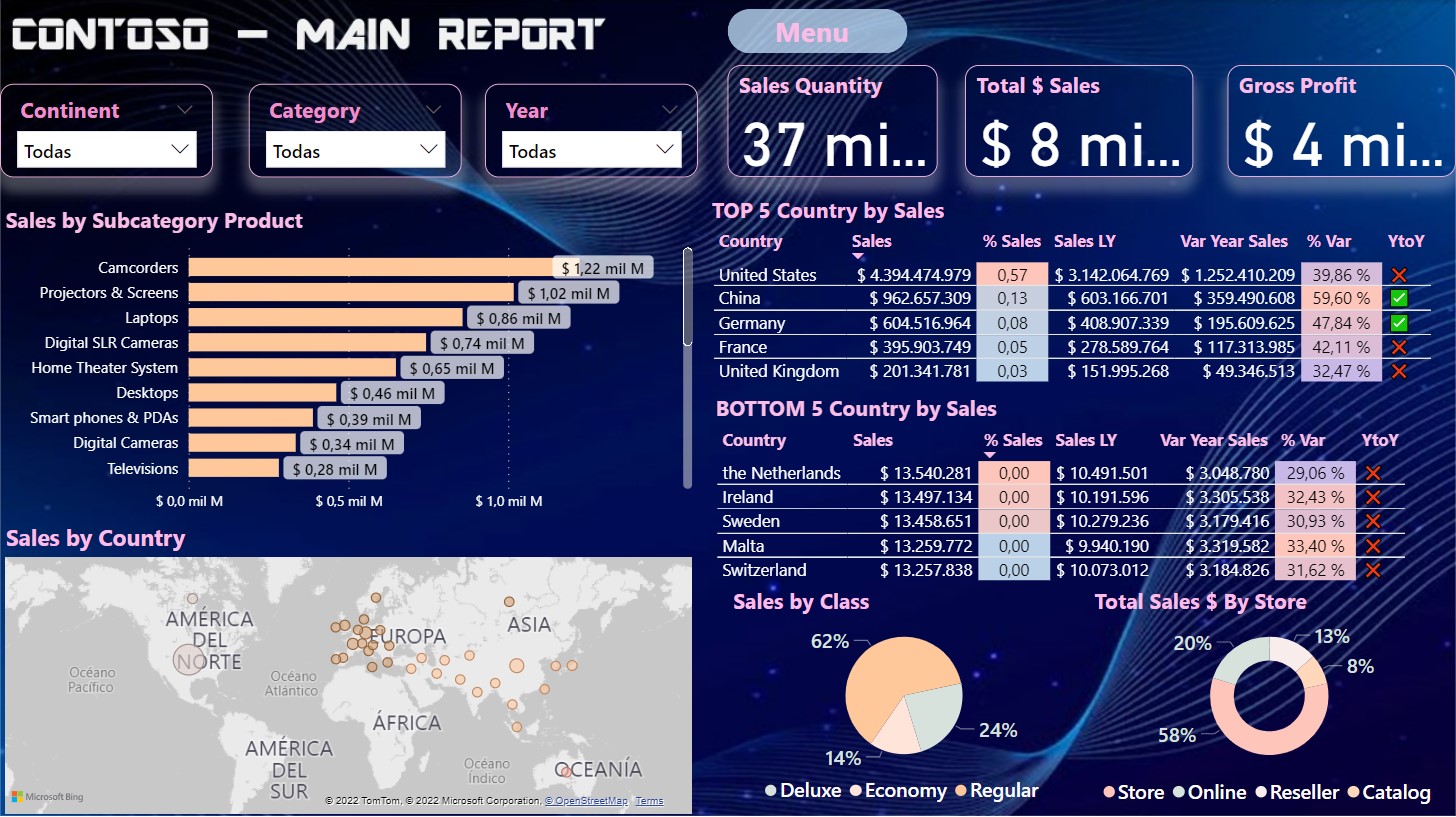 CONTOSO - MAIN REPORT
Menu
Continent
Todas
Category
Todas
Year
Todas
Sales Quantity
37 mi...
Total $ Sales
$ 8 mi...
Gross Profit
$ 4 mi...
Sales by Subcategory Product
Camcorders $ 1,22 mil M
Projectors & Screens $ 1,02 mil M
Laptops $ 0,86 mil M
Digital SLR Cameras $ 0,74 mil M
Home Theater System $ 0,65 mil M
Desktops $ 0,46 mil M
Smart phones & PDAs $ 0,39 mil M
Digital Cameras $ 0,34 mil M
Televisions $ 0,28 mil M
$ 0,0 mil M $ 0,5 mil M $ 1,0 mil M
TOP 5 Country by Sales
Country Sales % Sales Sales LY Var Year Sales % Var YtoY
United States $ 4.394.474.979 0,57 $ 3.142.064.769 $ 1.252.410.209 39,86 % ❌
China $ 962.657.309 0,13 $ 603.166.701 $ 359.490.608 59,60 % ✅
Germany $ 604.516.964 0,08 $ 408.907.339 $ 195.609.625 47,84 % ✅
France $ 395.903.749 0,05 $ 278.589.764 $ 117.313.985 42,11 % ❌
United Kingdom $ 201.341.781 0,03 $ 151.995.268 $ 49.346.513 32,47 % ❌
BOTTOM 5 Country by Sales
Country Sales % Sales Sales LY Var Year Sales % Var YtoY
the Netherlands $ 13.540.281 0,00 $ 10.491.501 $ 3.048.780 29,06 % ❌
Ireland $ 13.497.134 0,00 $ 10.191.596 $ 3.305.538 32,43 % ❌
Sweden $ 13.458.651 0,00 $ 10.279.236 $ 3.179.416 30,93 % ❌
Malta $ 13.259.772 0,00 $ 9.940.190 $ 3.319.582 33,40 % ❌
Switzerland $ 13.257.838 0,00 $ 10.073.012 $ 3.184.826 31,62 % ❌
Sales by Country
AMÉRICA
DEL
NORTE
EUROPA
ASIA
Océano
Pacífico
Océano
Atlántico
ÁFRICA
AMÉRICA
DEL
SUR
Océano
Índico
OCEANÍA
Microsoft Bing
© 2022 TomTom, © 2022 Microsoft Corporation, © OpenStreetMap Terms
Sales by Class
62%
24%
14%
Deluxe Economy Regular
Total Sales $ By Store
20%
13%
8%
58%
Store Online Reseller Catalog